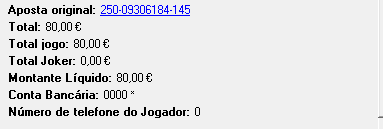 Aposta original: 250-09306184-145
Total: 80,00 €
Total jogo: 80,00 €
Total Joker: 0,00 €
Montante Líquido: 80,00 €
Conta Bancária: 0000 *
Número de telefone do Jogador: 0